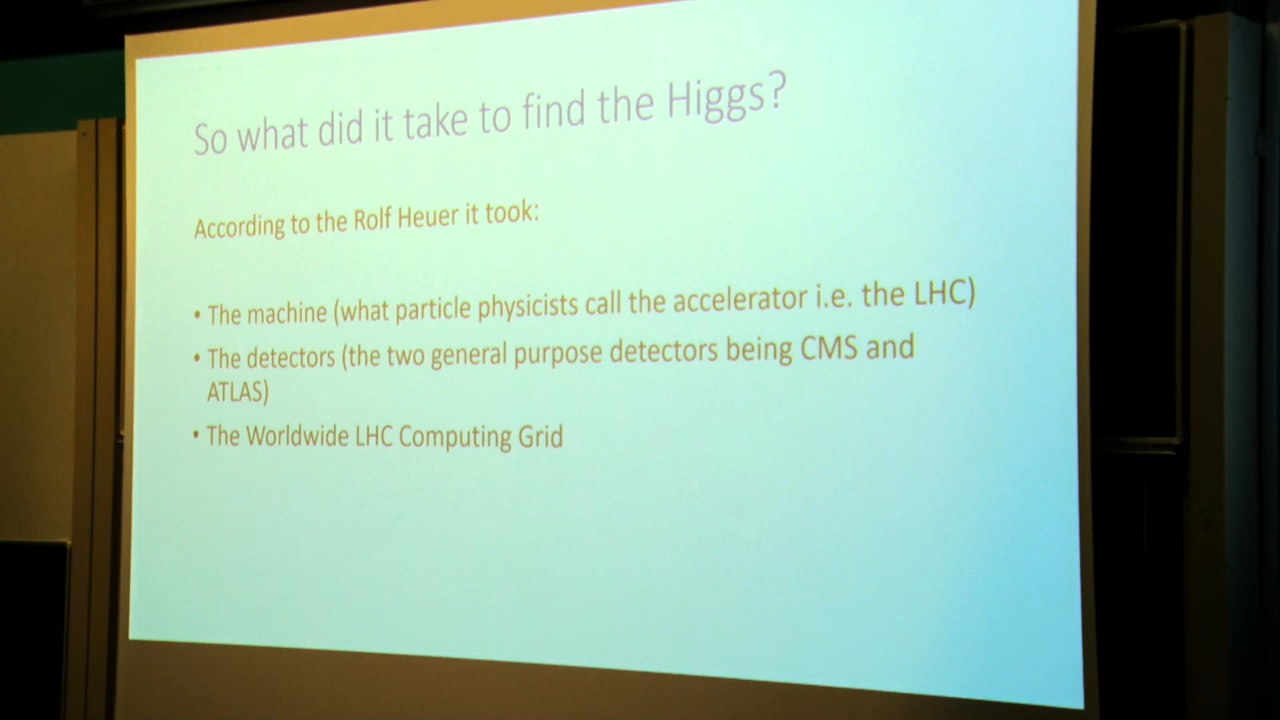 So what did it take to find the Higgs?
According to the Rolf Heuer it took:
• The machine (what particle physicists call the accelerator i.e. the LHC)
• The detectors (the two general purpose detectors being CMS and
ATLAS)
• The Worldwide LHC Computing Grid